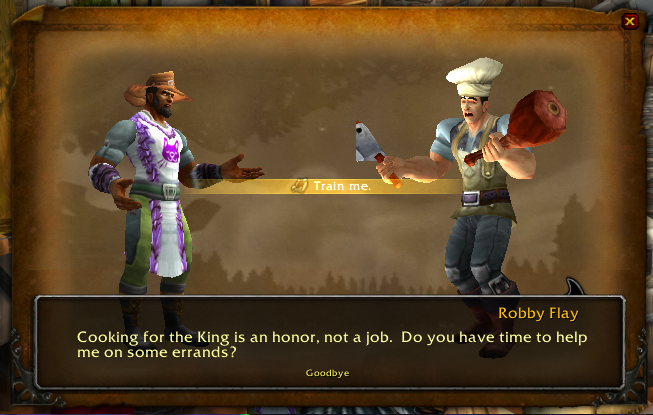 Train me.
Robby Flay
Cooking for the King is an honor, not a job. Do you have time to help
me on some errands?
Goodbye